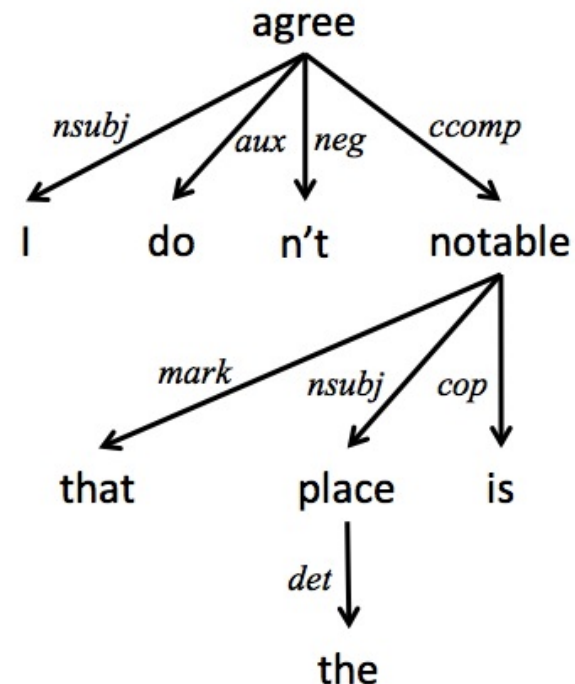 agree
nsubj aux neg ccomp
I do n’t notable
mark nsubj cop
that place is
det
the